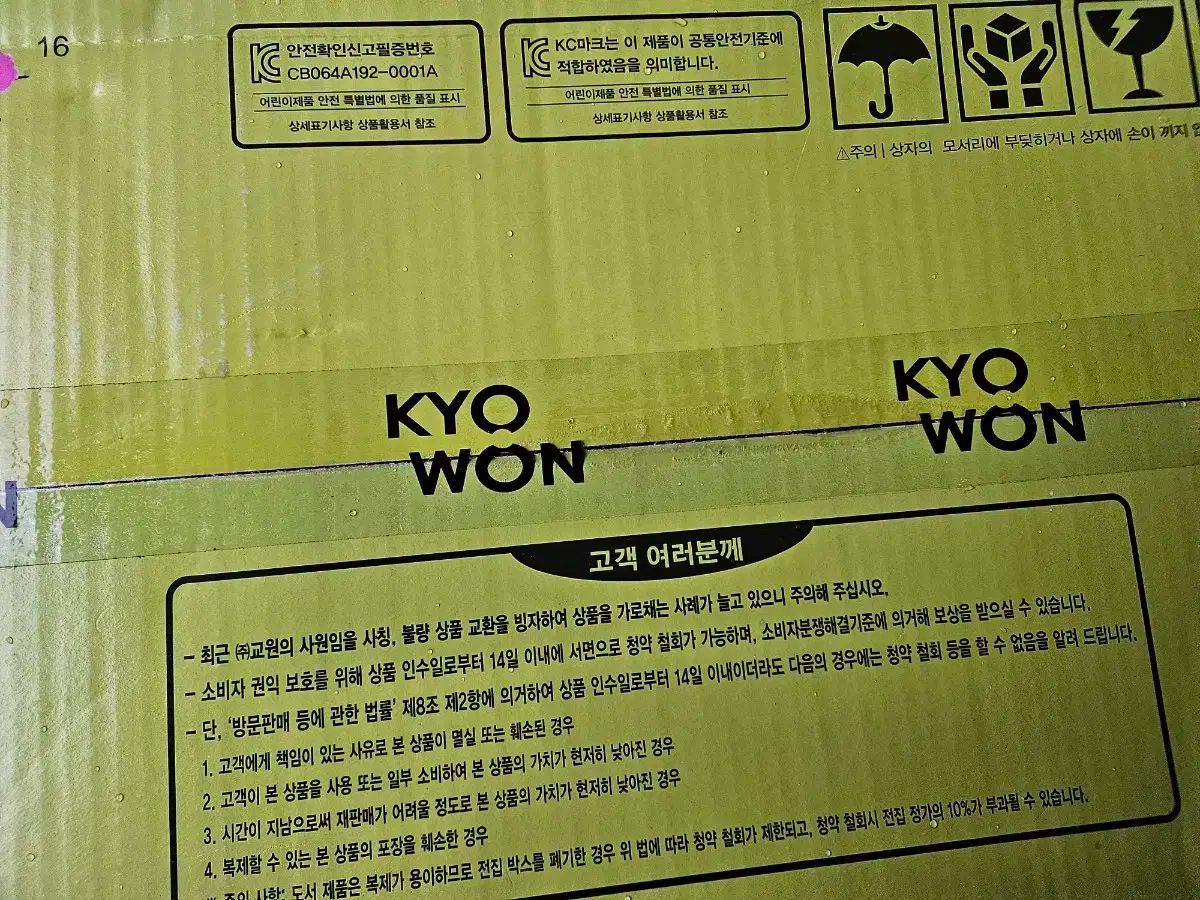 16
안전확인신고필증번호
CB064A192-0001A
어린이제품 안전 특별법에 의한 품질 표시
상세표기사항 상품활용서 참조
KC마크는 이 제품이 공통안전기준에
적합하였음을 의미합니다.
어린이제품 안전 특별법에 의한 품질 표시
상세표기사항 상품활용서 참조
⚠주의 | 상자의 모서리에 부딪히거나 상자에 손이 끼지
KYO
WON
KYO
WON
N
고객 여러분께
- 최근 ㈜교원의 사원임을 사칭, 불량 상품 교환을 빙자하여 상품을 가로채는 사례가 늘고 있으니 주의해 주십시오.
- 소비자 권익 보호를 위해 상품 인수일로부터 14일 이내에 서면으로 청약 철회가 가능하며, 소비자분쟁해결기준에 의거해 보상을 받으실 수 있습니다.
- 단, '방문판매 등에 관한 법률' 제8조 제2항에 의거하여 상품 인수일로부터 14일 이내이더라도 다음의 경우에는 청약 철회 등을 할 수 없음을 알려 드립니다.
1. 고객에게 책임이 있는 사유로 본 상품이 멸실 또는 훼손된 경우
2. 고객이 본 상품을 사용 또는 일부 소비하여 본 상품의 가치가 현저히 낮아진 경우
3. 시간이 지남으로써 재판매가 어려울 정도로 본 상품의 가치가 현저히 낮아진 경우
4. 복제할 수 있는 본 상품의 포장을 훼손한 경우
※ 주의 사항: 도서 제품은 복제가 용이하므로 전집 박스를 폐기한 경우 위 법에 따라 청약 철회가 제한되고, 청약 철회시 전집 정가의 10%가 부과될 수 있습니다.